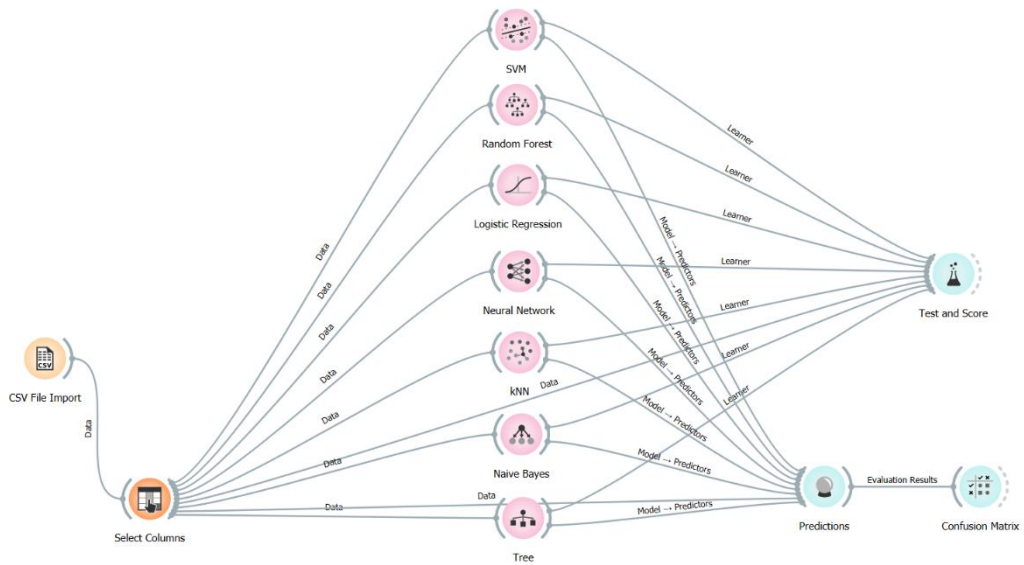 SVM
Random Forest
Logistic Regression
Neural Network
kNN
Naive Bayes
Tree
CSV
CSV File Import
Select Columns
Test and Score
Predictions
Confusion Matrix
Data
Data
Data
Data
Data
Data
Data
Data
Data
Data
Learner
Learner
Learner
Learner
Learner
Learner
Learner
Model → Predictors
Model → Predictors
Model → Predictors
Model → Predictors
Model → Predictors
Model → Predictors
Model → Predictors
Evaluation Results